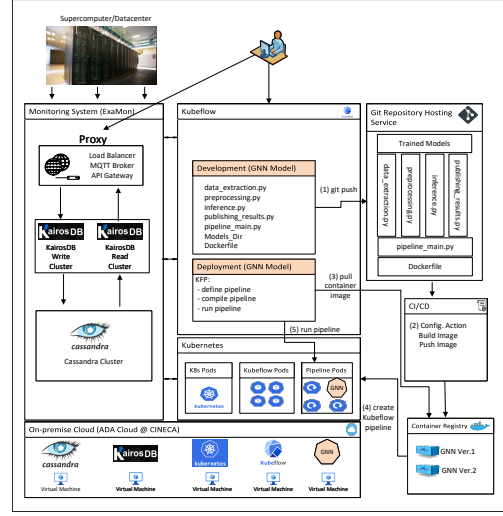 Supercomputer/Datacenter
Monitoring System (ExaMon)
Proxy
Load Balancer
MQTT Broker
API Gateway
KairosDB
KairosDB
Write
Cluster
KairosDB
KairosDB
Read
Cluster
cassandra
Cassandra Cluster
Kubeflow
Kubeflow
Development (GNN Model)
data_extraction.py
preprocessing.py
inference.py
publishing_results.py
pipeline_main.py
Models_Dir
Dockerfile
Deployment (GNN Model)
KFP:
- define pipeline
- compile pipeline
- run pipeline
(1) git push
(3) pull
container
image
(5) run pipeline
Git Repository Hosting
Service
Trained Models
data_extraction.py
preprocessing.py
inference.py
publishing_results.py
pipeline_main.py
Dockerfile
CI/CD
(2) Config. Action
Build Image
Push Image
Kubernetes
K8s Pods
kubernetes
Kubeflow Pods
Pipeline Pods
GNN
(4) create
Kubeflow
pipeline
Container Registry
GNN Ver.1
GNN Ver.2
On-premise Cloud (ADA Cloud @ CINECA)
cassandra
KairosDB
kubernetes
Kubeflow
GNN
Virtual Machine
Virtual Machine
Virtual Machine
Virtual Machine
Virtual Machine